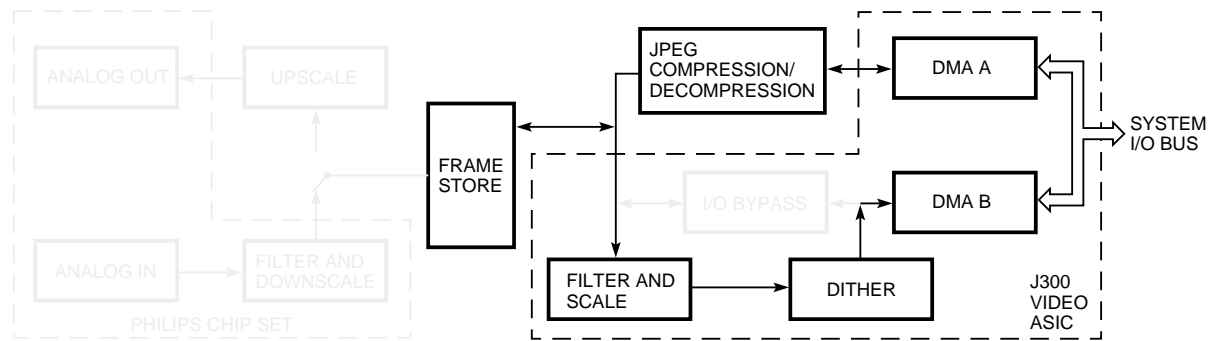 ANALOG OUT
UPSCALE
JPEG
COMPRESSION/
DECOMPRESSION
DMA A
SYSTEM
I/O BUS
FRAME
STORE
I/O BYPASS
DMA B
ANALOG IN
FILTER AND
DOWNSCALE
FILTER AND
SCALE
DITHER
J300
VIDEO
ASIC
PHILIPS CHIP SET